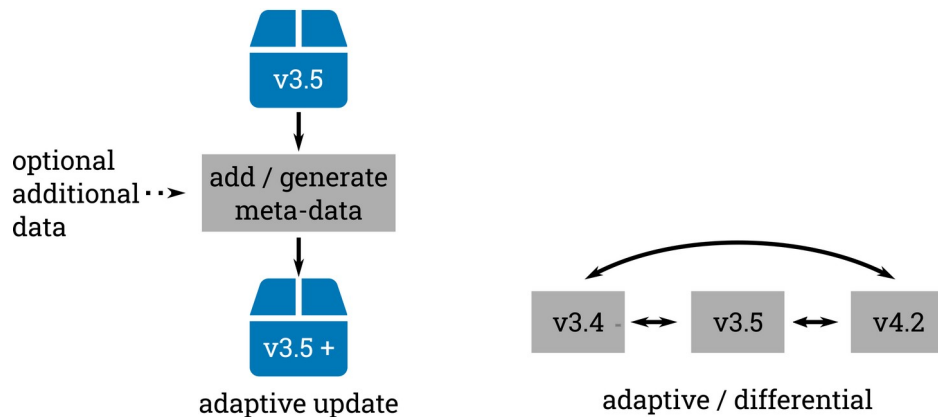 v3.5
optional
additional
data
add / generate
meta-data
v3.5 +
adaptive update
v3.4 -
v3.5
v4.2
adaptive / differential